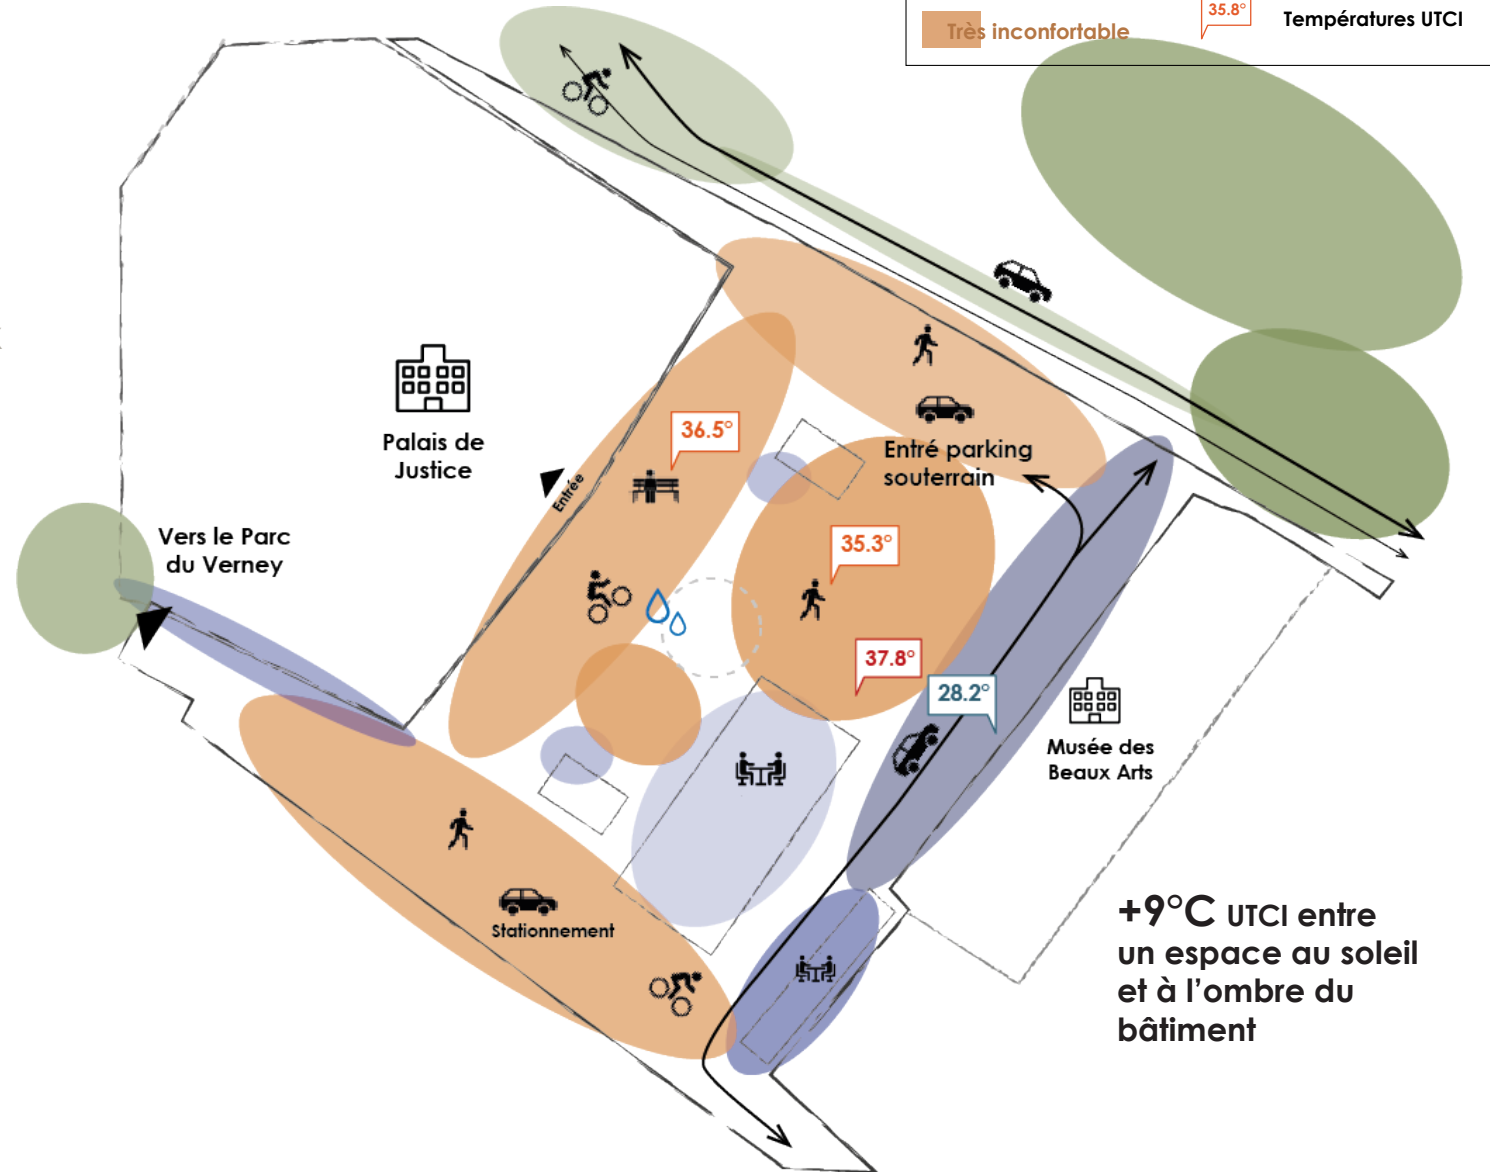 35.8°
Températures UTCI
Très inconfortable
36.5°
Palais de
Justice
Entrée
Entré parking
souterrain
Vers le Parc
du Verney
35.3°
37.8°
28.2°
Musée des
Beaux Arts
Stationnement
+9°C UTCI entre
un espace au soleil
et à l’ombre du
bâtiment